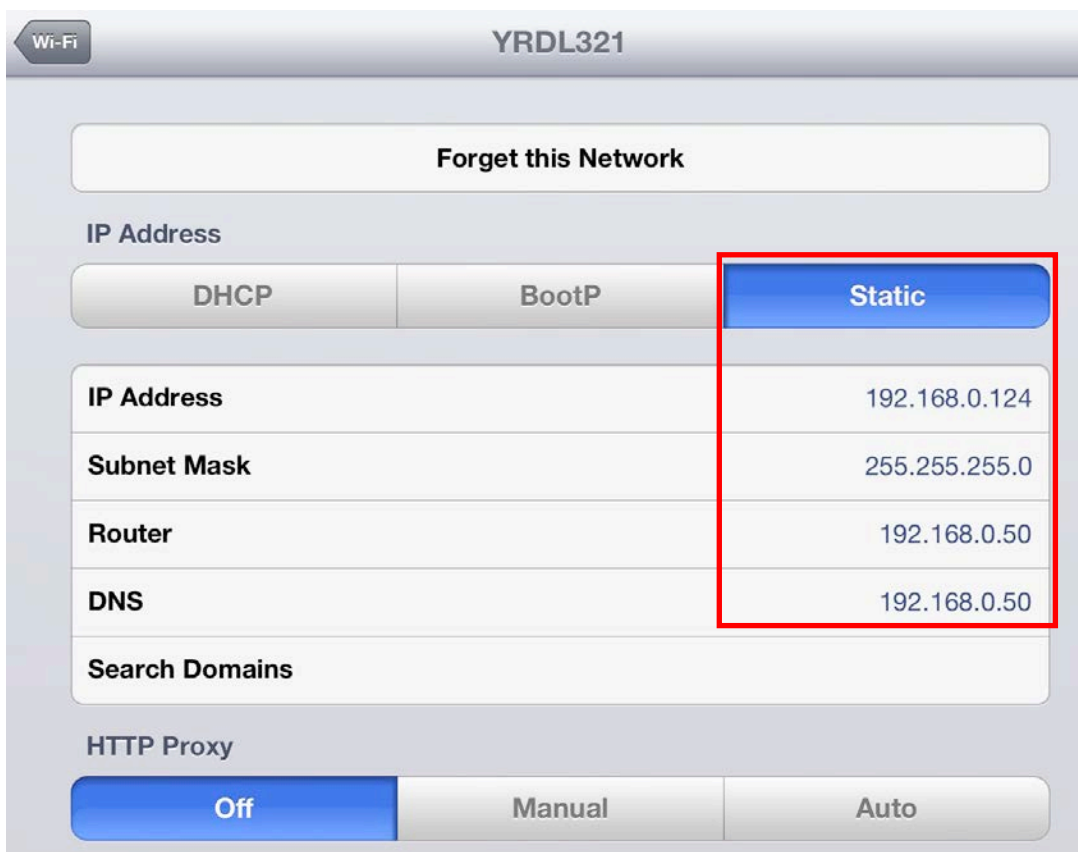 Wi-Fi YRDL321
Forget this Network
IP Address
DHCP BootP Static
IP Address 192.168.0.124
Subnet Mask 255.255.255.0
Router 192.168.0.50
DNS 192.168.0.50
Search Domains
HTTP Proxy
Off Manual Auto